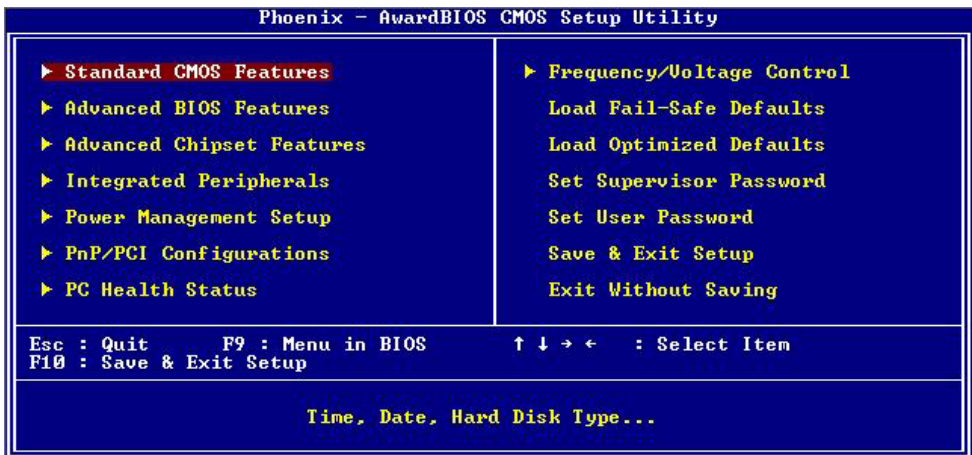 Phoenix - AwardBIOS CMOS Setup Utility
▶ Standard CMOS Features
▶ Advanced BIOS Features
▶ Advanced Chipset Features
▶ Integrated Peripherals
▶ Power Management Setup
▶ PnP/PCI Configurations
▶ PC Health Status
▶ Frequency/Voltage Control
Load Fail-Safe Defaults
Load Optimized Defaults
Set Supervisor Password
Set User Password
Save & Exit Setup
Exit Without Saving
Esc : Quit F9 : Menu in BIOS ↑ ↓ → ← : Select Item
F10 : Save & Exit Setup
Time, Date, Hard Disk Type...